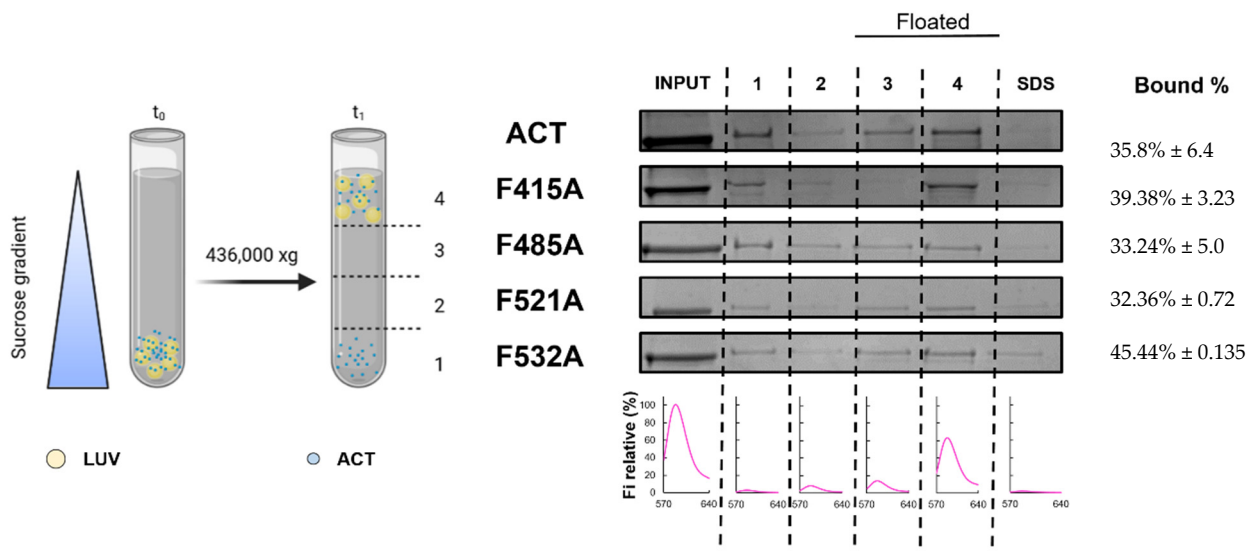 Floated
INPUT 1 2 3 4 SDS Bound %
t₀ t₁
ACT 35.8% ± 6.4
F415A 39.38% ± 3.23
F485A 33.24% ± 5.0
F521A 32.36% ± 0.72
F532A 45.44% ± 0.135
Sucrose gradient
436,000 xg
4
3
2
1
LUV ACT
Fi relative (%)
100
80
60
40
20
0
570 640 570 640 570 640 570 640 570 640 570 640